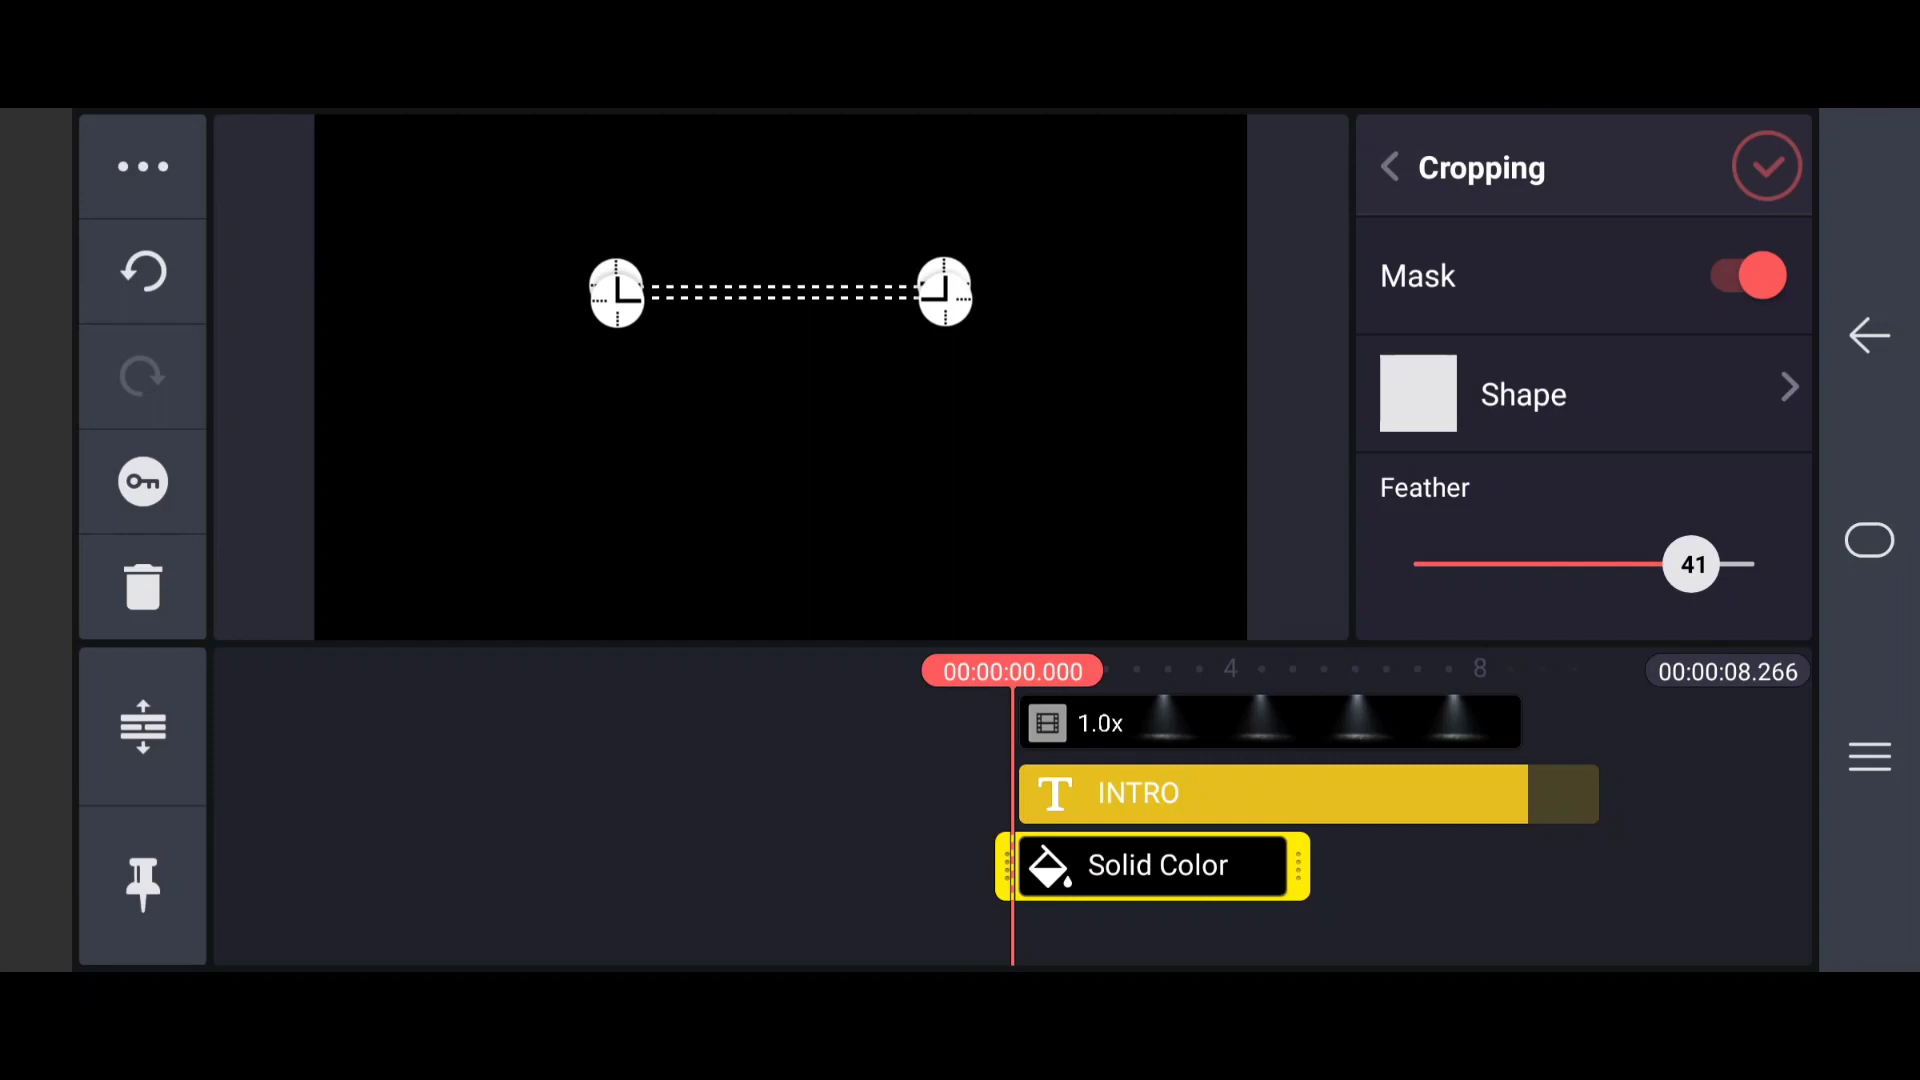 Cropping
Mask
Shape
Feather
41
00:00:00.000
4
8
00:00:08.266
1.0x
T INTRO
Solid Color